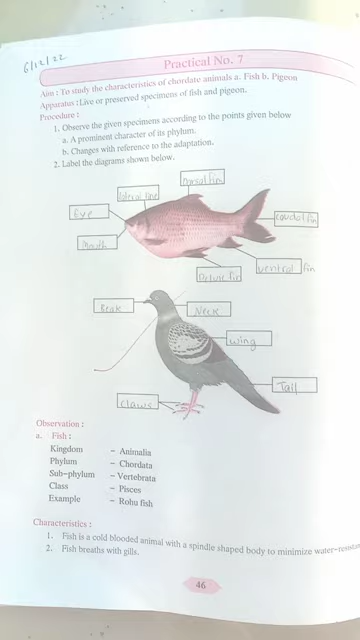 6/12/22
Practical No. 7
Aim : To study the characteristics of chordate animals a. Fish b. Pigeon
Apparatus : Live or preserved specimens of fish and pigeon.
Procedure :
1. Observe the given specimens according to the points given below
a. A prominent character of its phylum.
b. Changes with reference to the adaptation.
2. Label the diagrams shown below.
Dorsal fin
lateral line
Eye
caudal fin
Mouth
ventral fin
Pelvic fin
Beak
Neck
wing
Tail
claws
Observation :
a. Fish :
Kingdom – Animalia
Phylum – Chordata
Sub-phylum – Vertebrata
Class – Pisces
Example – Rohu fish
Characteristics :
1. Fish is a cold blooded animal with a spindle shaped body to minimize water-resistan
2. Fish breaths with gills.
46